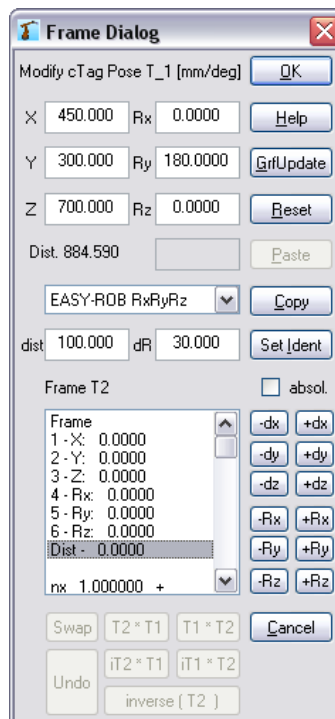 Frame Dialog
Modify cTag Pose T_1 [mm/deg] OK
X 450.000 Rx 0.0000 Help
Y 300.000 Ry 180.0000 GrfUpdate
Z 700.000 Rz 0.0000 Reset
Dist. 884.590 Paste
EASY-ROB RxRyRz Copy
dist 100.000 dR 30.000 Set Ident
Frame T2 absol.
Frame -dx +dx
1 - X: 0.0000
2 - Y: 0.0000 -dy +dy
3 - Z: 0.0000
4 - Rx: 0.0000 -dz +dz
5 - Ry: 0.0000 -Rx +Rx
6 - Rz: 0.0000
Dist - 0.0000 -Ry +Ry
nx 1.000000 + -Rz +Rz
Swap T2 * T1 T1 * T2 Cancel
Undo iT2 * T1 iT1 * T2
inverse ( T2 )